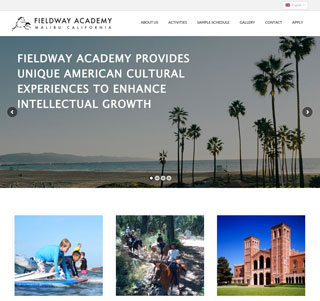 English
FIELDWAY ACADEMY
MALIBU CALIFORNIA
ABOUT US
ACTIVITIES
SAMPLE SCHEDULE
GALLERY
CONTACT
APPLY
FIELDWAY ACADEMY PROVIDES
UNIQUE AMERICAN CULTURAL
EXPERIENCES TO ENHANCE
INTELLECTUAL GROWTH